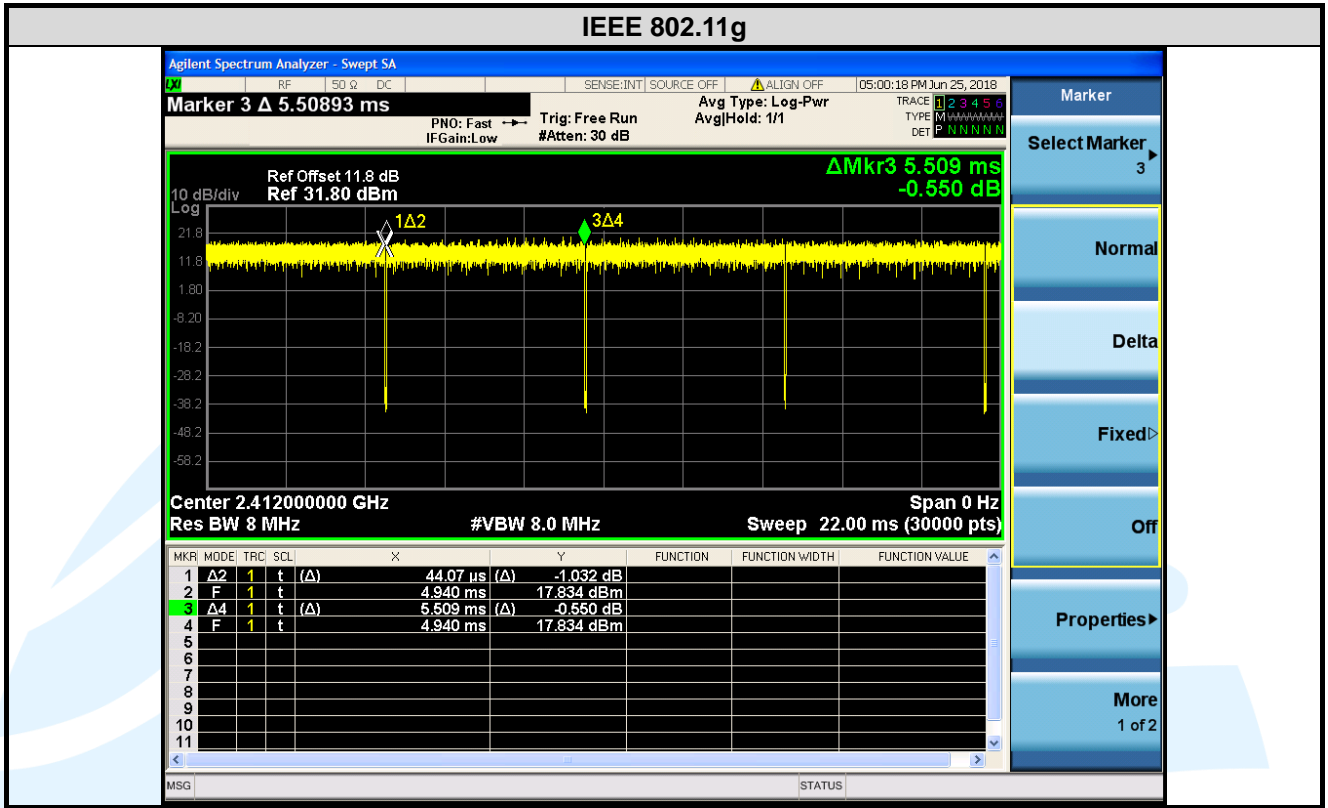 IEEE 802.11g
Agilent Spectrum Analyzer - Swept SA
LXI RF 50 Ω DC SENSE:INT SOURCE OFF ALIGN OFF 05:00:18 PM Jun 25, 2018
Marker 3 Δ 5.50893 ms
PNO: Fast
IFGain:Low
Trig: Free Run
#Atten: 30 dB
Avg Type: Log-Pwr
Avg|Hold: 1/1
TRACE 1 2 3 4 5 6
TYPE M WWWWW
DET P N N N N N
ΔMkr3 5.509 ms
-0.550 dB
Ref Offset 11.8 dB
10 dB/div Ref 31.80 dBm
Log
1Δ2
3Δ4
21.8
11.8
1.80
-8.20
-18.2
-28.2
-38.2
-48.2
-58.2
Center 2.412000000 GHz Span 0 Hz
Res BW 8 MHz #VBW 8.0 MHz Sweep 22.00 ms (30000 pts)
MKR MODE TRC SCL X Y FUNCTION FUNCTION WIDTH FUNCTION VALUE
1 Δ2 1 t (Δ) 44.07 µs (Δ) -1.032 dB
2 F 1 t 4.940 ms 17.834 dBm
3 Δ4 1 t (Δ) 5.509 ms (Δ) -0.550 dB
4 F 1 t 4.940 ms 17.834 dBm
5
6
7
8
9
10
11
MSG STATUS
Marker
Select Marker
3
Normal
Delta
Fixed
Off
Properties
More
1 of 2